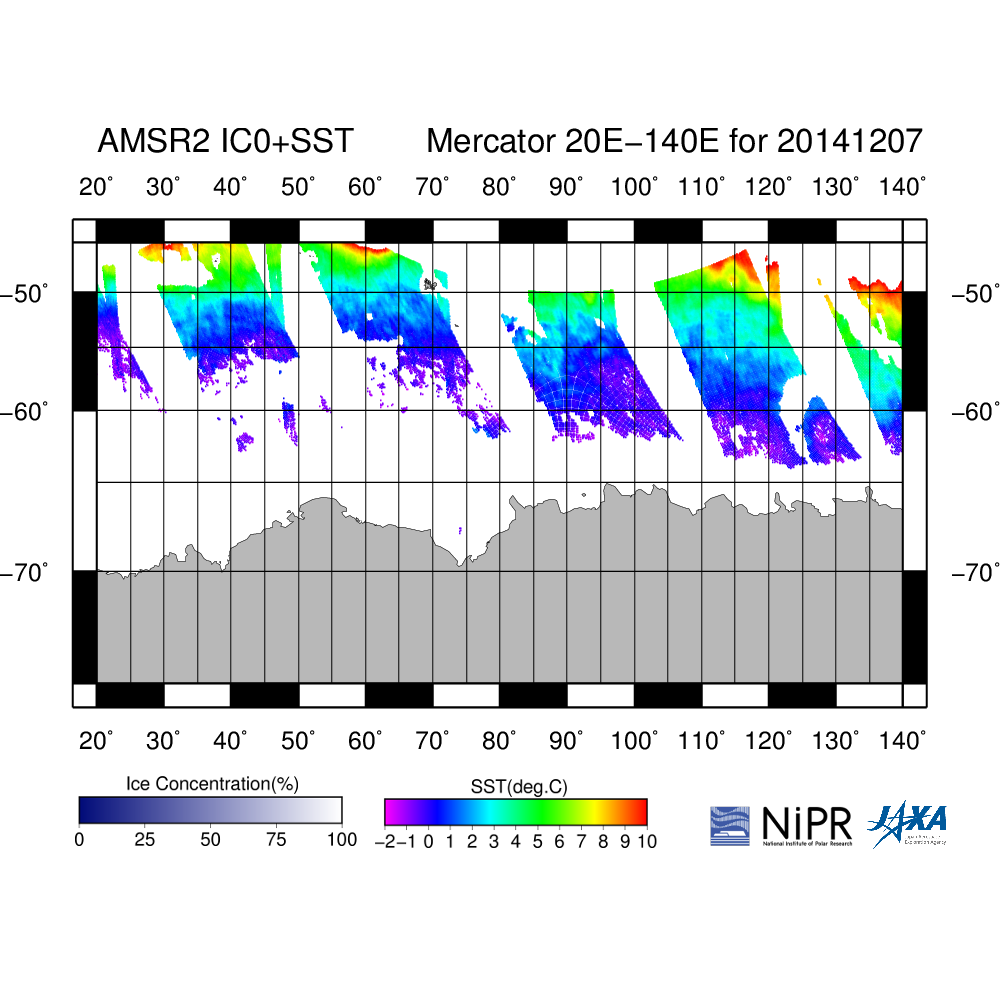 AMSR2 IC0+SST Mercator 20E−140E for 20141207
20° 30° 40° 50° 60° 70° 80° 90° 100° 110° 120° 130° 140°
−50° −50°
−60° −60°
−70° −70°
20° 30° 40° 50° 60° 70° 80° 90° 100° 110° 120° 130° 140°
Ice Concentration(%)
0 25 50 75 100
SST(deg.C)
−2−1 0 1 2 3 4 5 6 7 8 9 10
NiPR
National Institute of Polar Research
JAXA
Exploration Agency